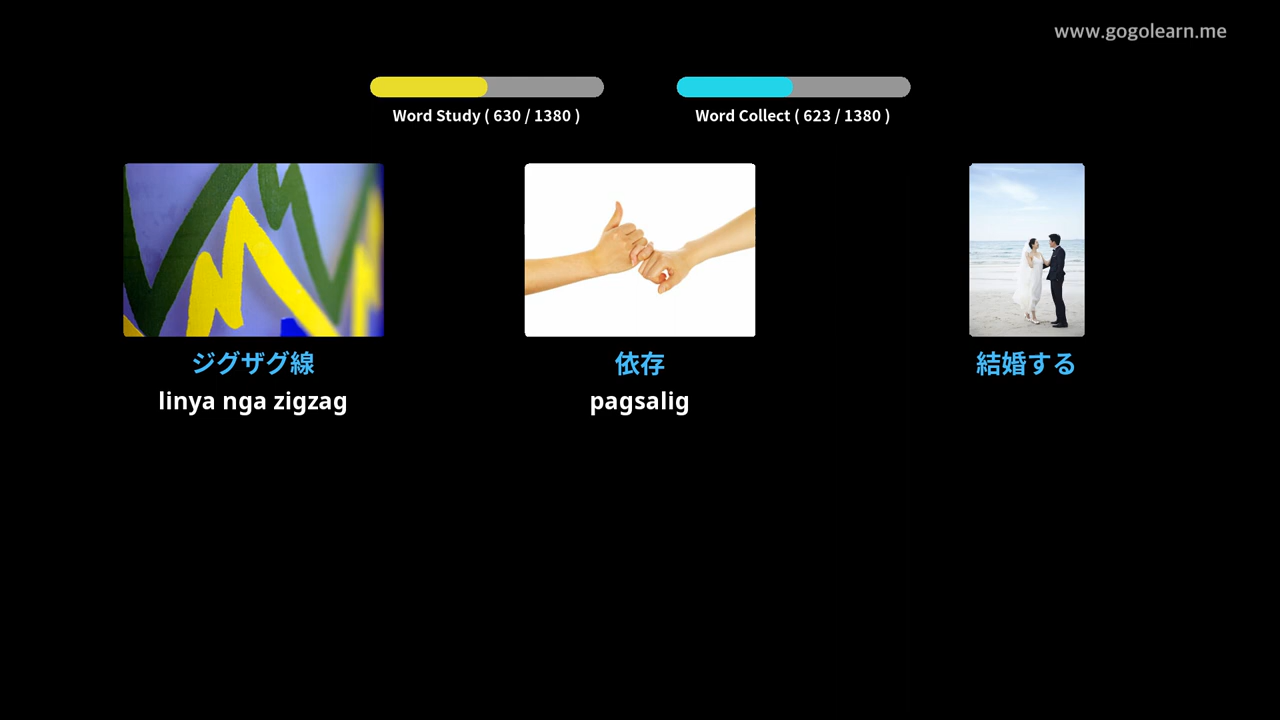 www.gogolearn.me
Word Study ( 630 / 1380 )
Word Collect ( 623 / 1380 )
ジグザグ線
依存
結婚する
linya nga zigzag
pagsalig